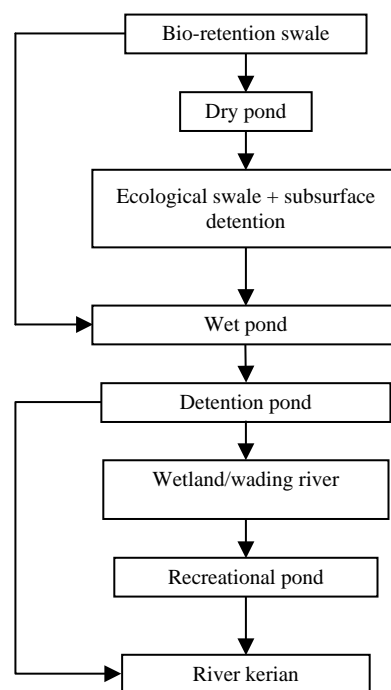 Bio-retention swale
Dry pond
Ecological swale + subsurface
detention
Wet pond
Detention pond
Wetland/wading river
Recreational pond
River kerian